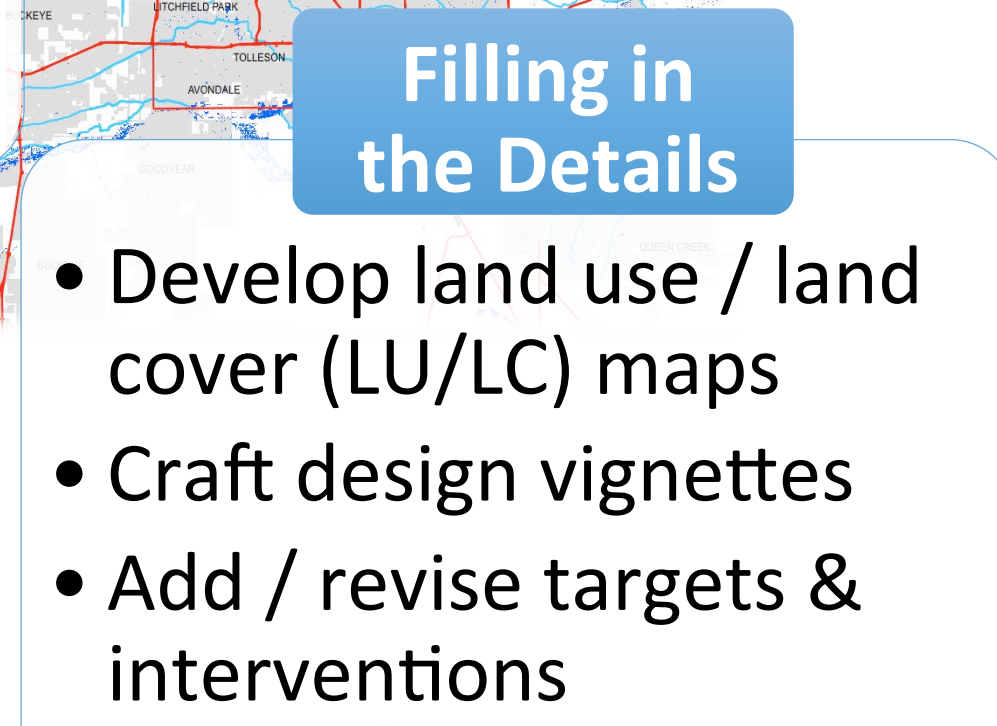 BUCKEYE
LITCHFIELD PARK
TOLLESON
AVONDALE
Filling in
the Details
GOODYEAR
QUEEN CREEK
• Develop land use / land
cover (LU/LC) maps
• Craft design vignettes
• Add / revise targets &
interventions